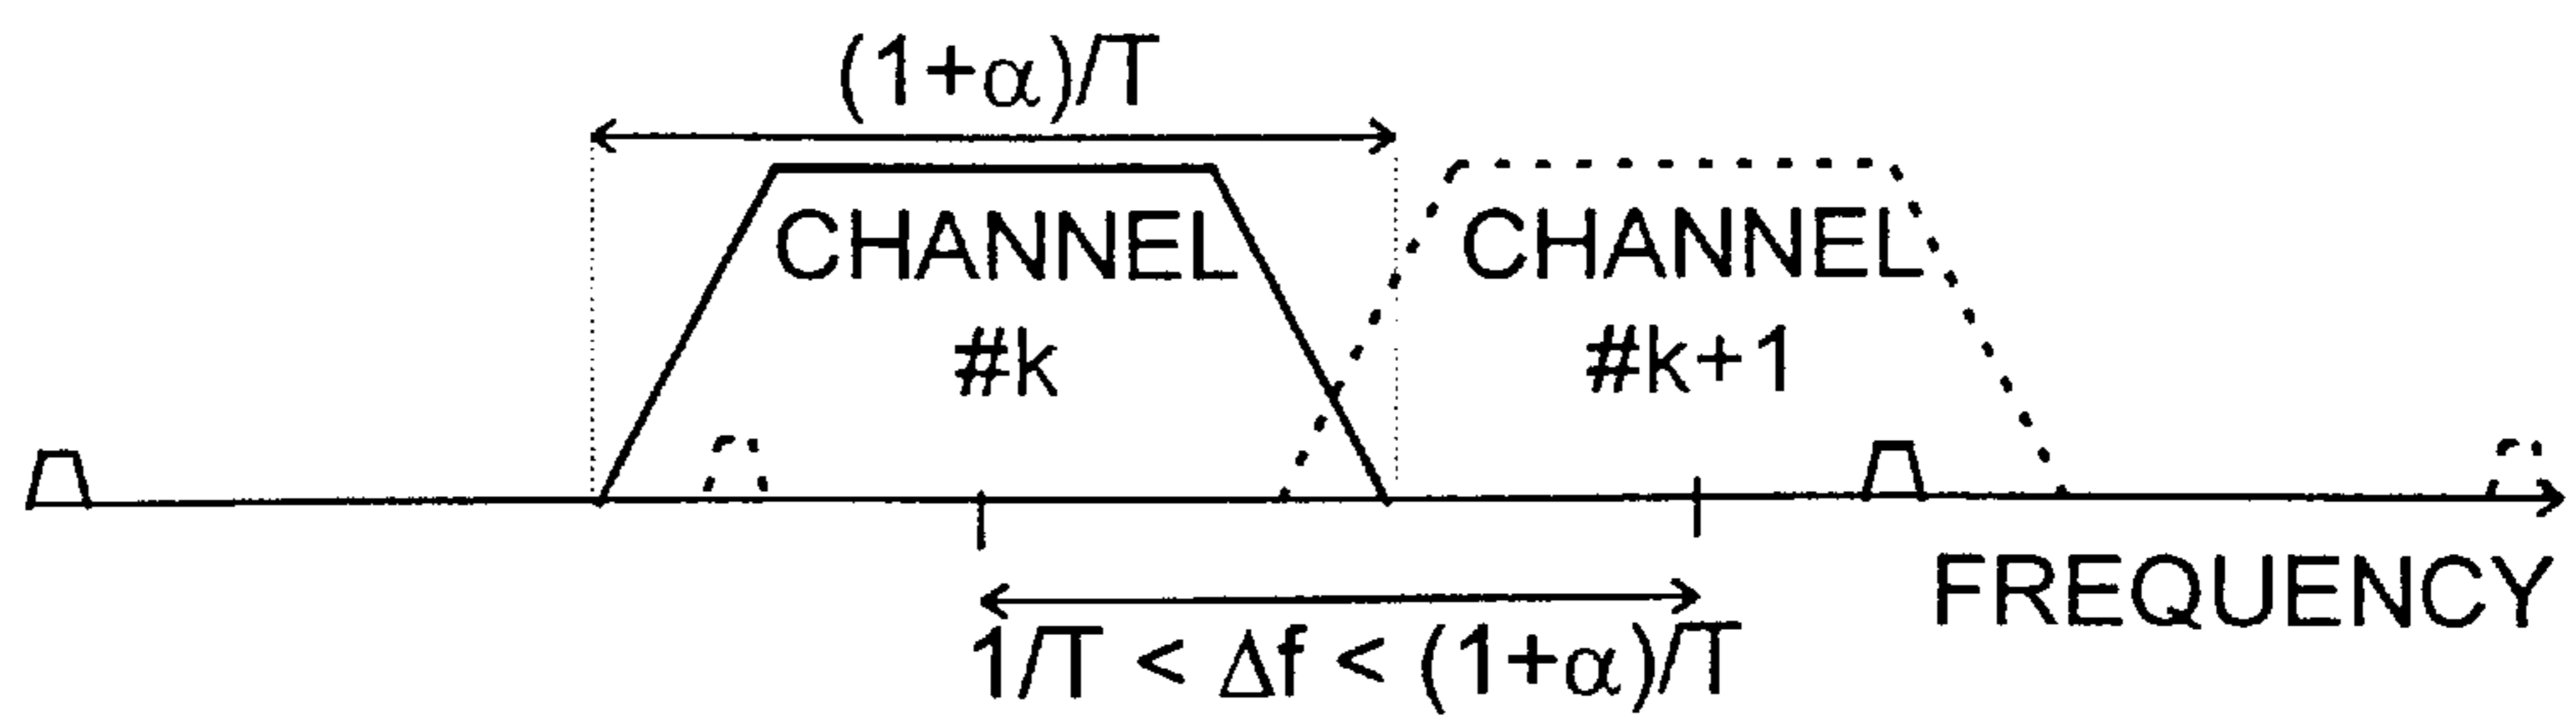 (1+α)/T
CHANNEL
#k
CHANNEL
#k+1
FREQUENCY
1/T < Δf < (1+α)/T